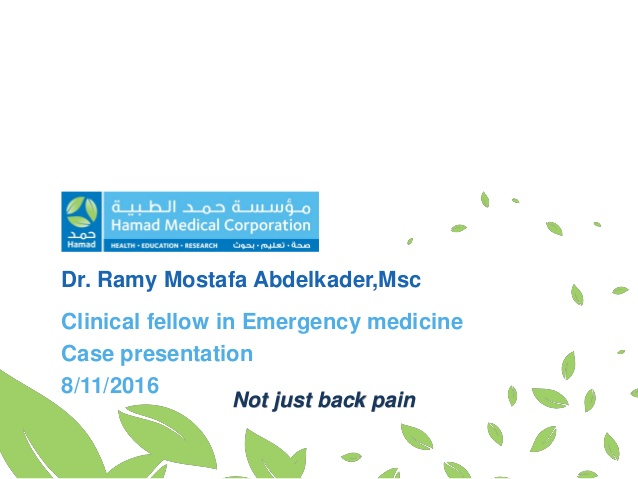 مؤسسة حمد الطبية
Hamad Medical Corporation
حمد
Hamad
HEALTH • EDUCATION • RESEARCH صحة • تعليم • بحوث
Dr. Ramy Mostafa Abdelkader,Msc
Clinical fellow in Emergency medicine
Case presentation
8/11/2016
Not just back pain